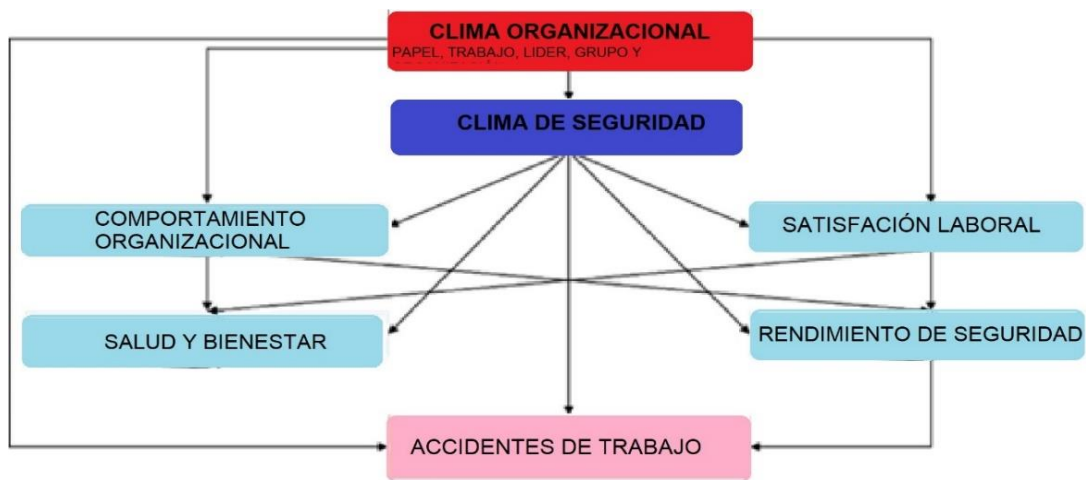 CLIMA ORGANIZACIONAL
PAPEL, TRABAJO, LIDER, GRUPO Y
CLIMA DE SEGURIDAD
COMPORTAMIENTO
ORGANIZACIONAL
SATISFACIÓN LABORAL
SALUD Y BIENESTAR
RENDIMIENTO DE SEGURIDAD
ACCIDENTES DE TRABAJO